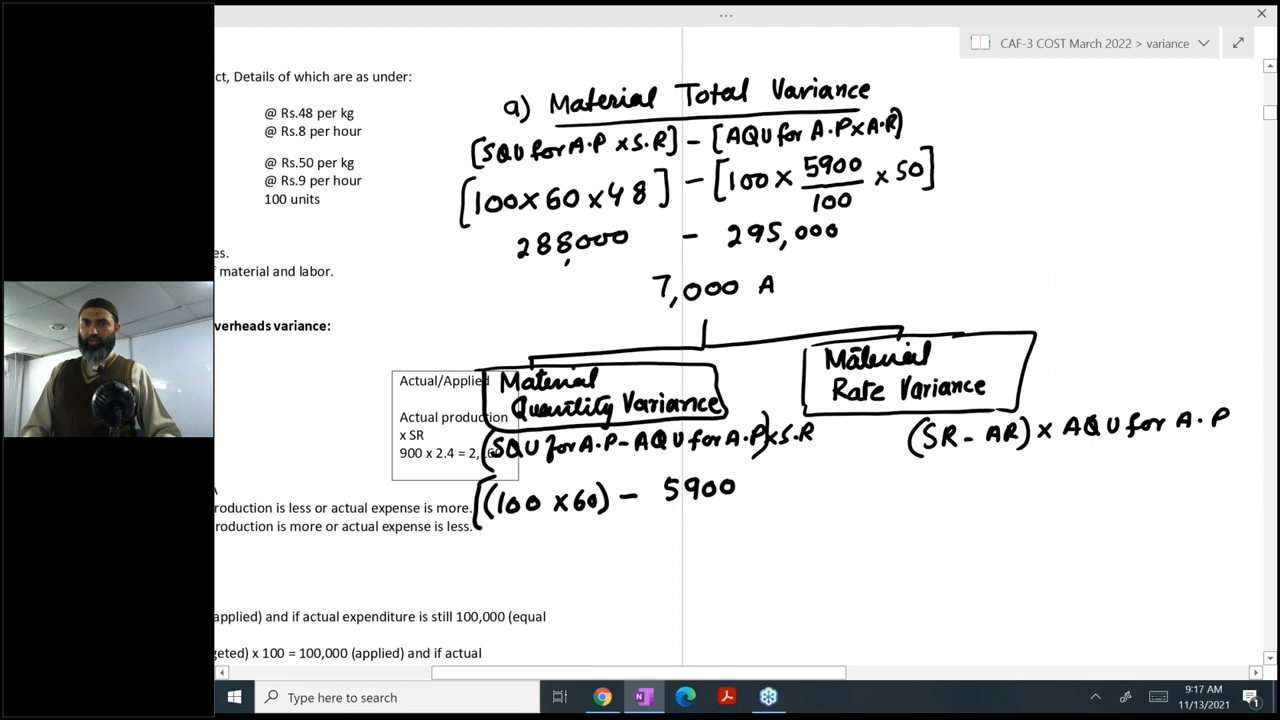 CAF-3 COST March 2022 > variance
ct, Details of which are as under:
@ Rs.48 per kg
@ Rs.8 per hour
@ Rs.50 per kg
@ Rs.9 per hour
100 units
es.
f material and labor.
verheads variance:
a) Material Total Variance
[SQU for A.P x S.R] - [AQU for A.P x A.R]
[100 x 60 x 48] - [100 x 5900/100 x 50]
288,000 - 295,000
7,000 A
Material
Quantity Variance
Material
Rate Variance
(SQU for A.P - AQU for A.P) x S.R
(SR - AR) x AQU for A.P
[(100 x 60) - 5900
Actual/Applied
Actual production
x SR
900 x 2.4 = 2,160
A
roduction is less or actual expense is more.
roduction is more or actual expense is less.
applied) and if actual expenditure is still 100,000 (equal
geted) x 100 = 100,000 (applied) and if actual
Type here to search
9:17 AM
11/13/2021
1